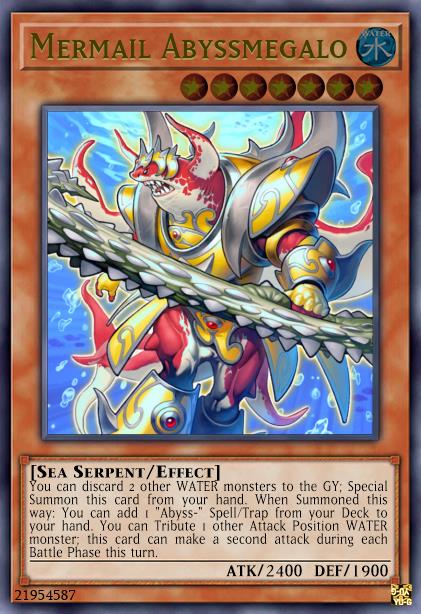 Mermail Abyssmegalo
WATER
水
[Sea Serpent/Effect]
You can discard 2 other WATER monsters to the GY; Special
Summon this card from your hand. When Summoned this
way: You can add 1 "Abyss-" Spell/Trap from your Deck to
your hand. You can Tribute 1 other Attack Position WATER
monster; this card can make a second attack during each
Battle Phase this turn.
ATK/2400 DEF/1900
21954587